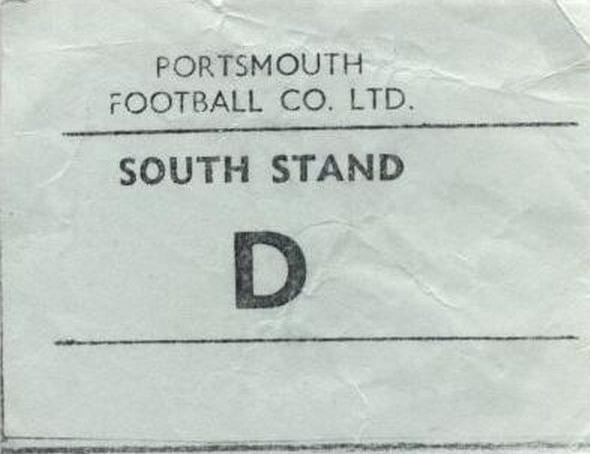 PORTSMOUTH
FOOTBALL CO. LTD.
SOUTH STAND
D